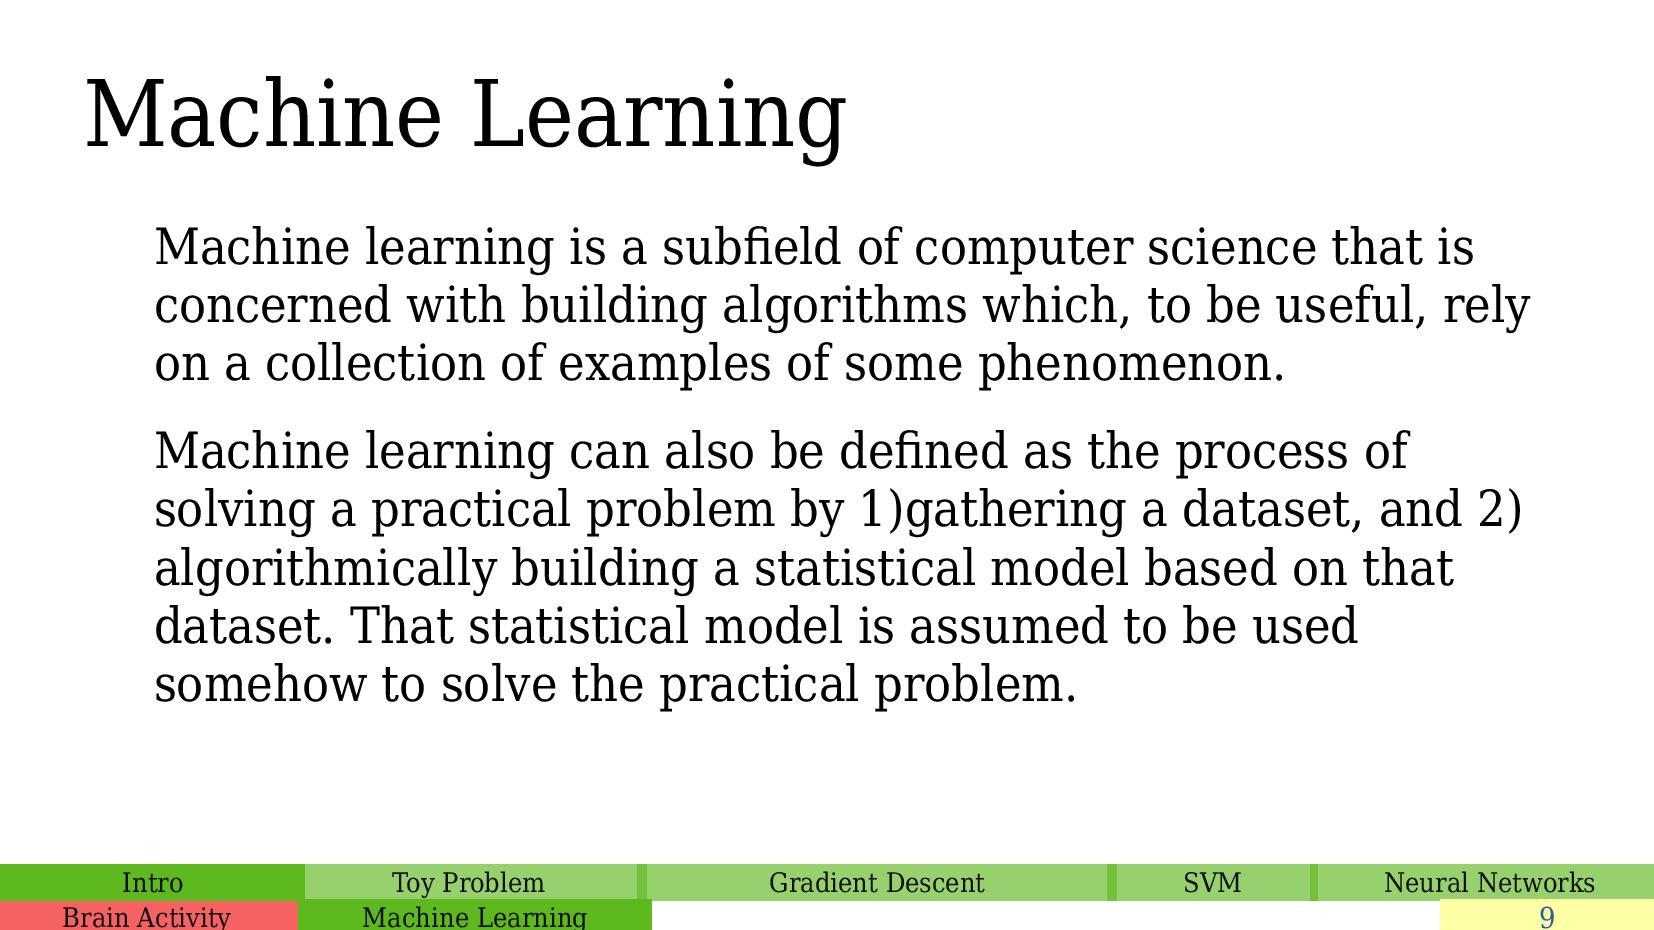 Machine Learning
Machine learning is a subfield of computer science that is
concerned with building algorithms which, to be useful, rely
on a collection of examples of some phenomenon.
Machine learning can also be defined as the process of
solving a practical problem by 1)gathering a dataset, and 2)
algorithmically building a statistical model based on that
dataset. That statistical model is assumed to be used
somehow to solve the practical problem.
Intro Toy Problem Gradient Descent SVM Neural Networks
Brain Activity Machine Learning 9